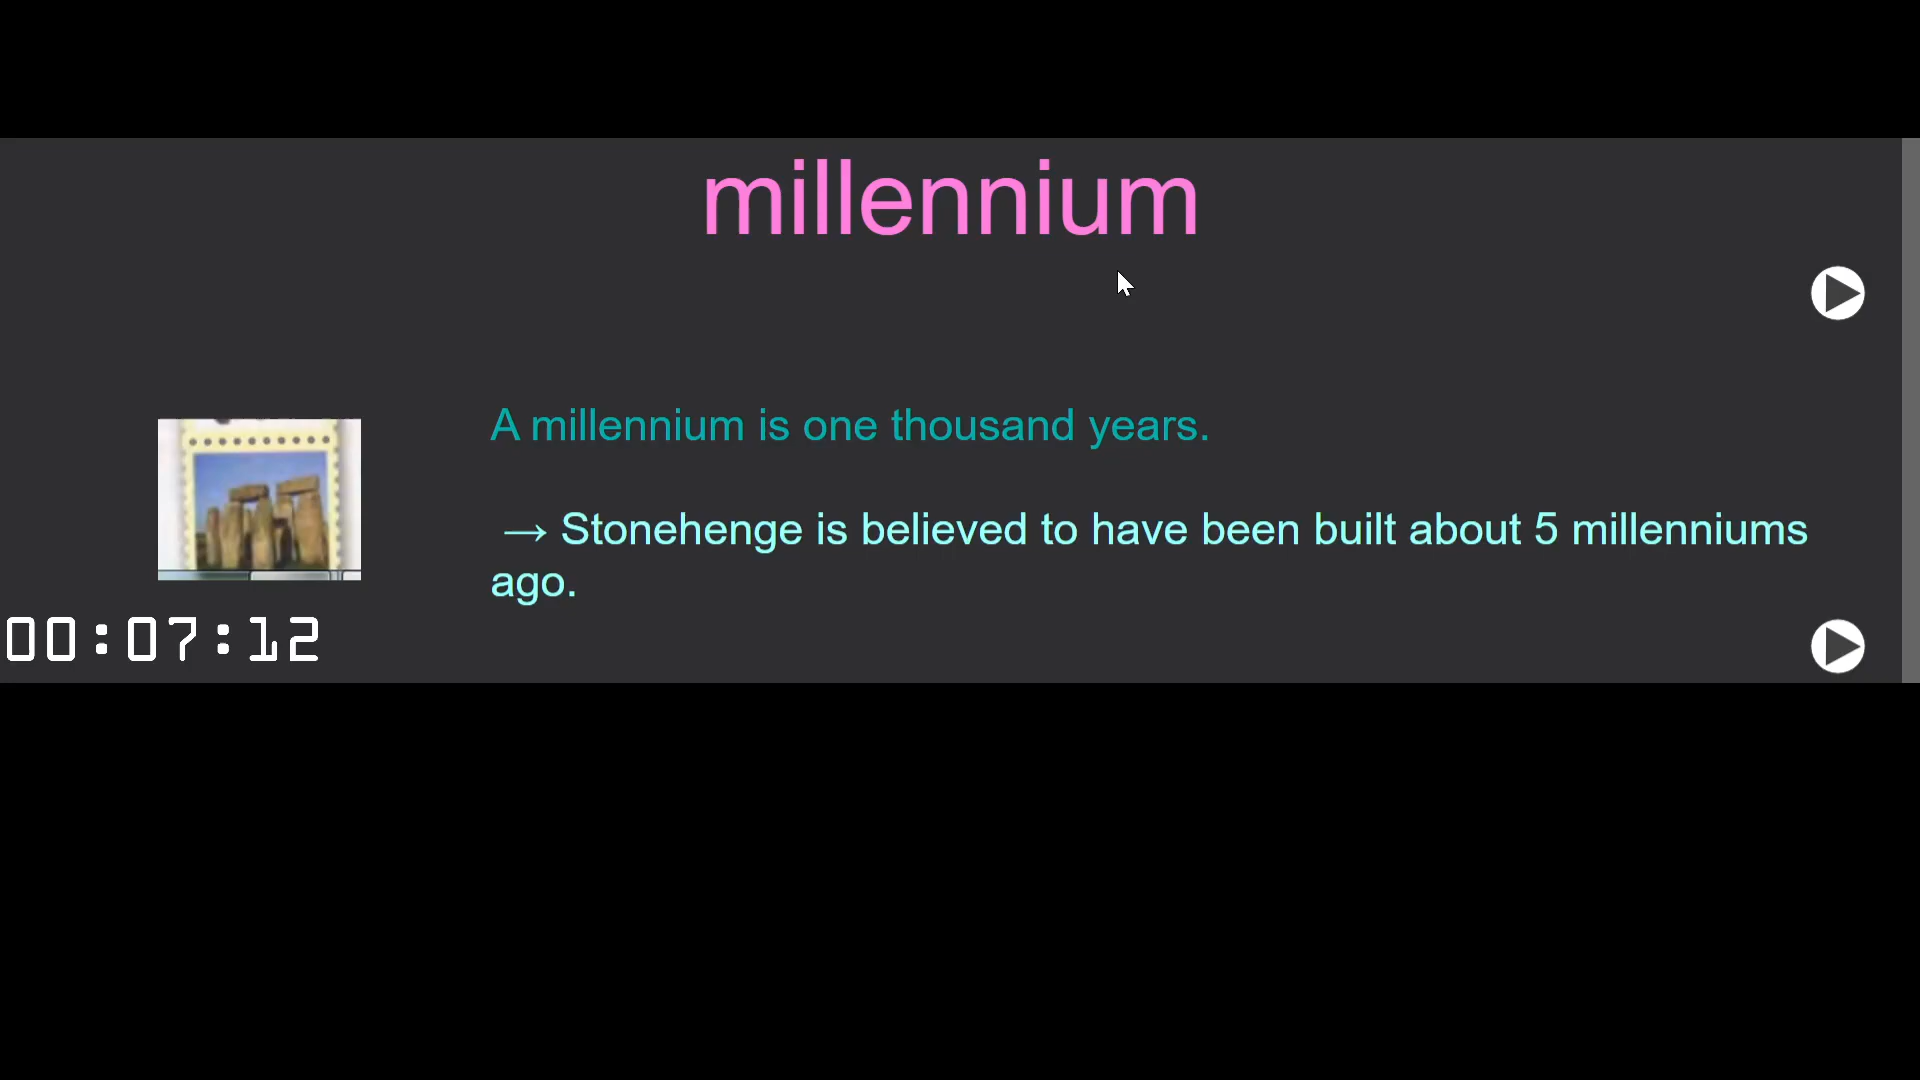 millennium
A millennium is one thousand years.
→ Stonehenge is believed to have been built about 5 millenniums
ago.
00:07:12